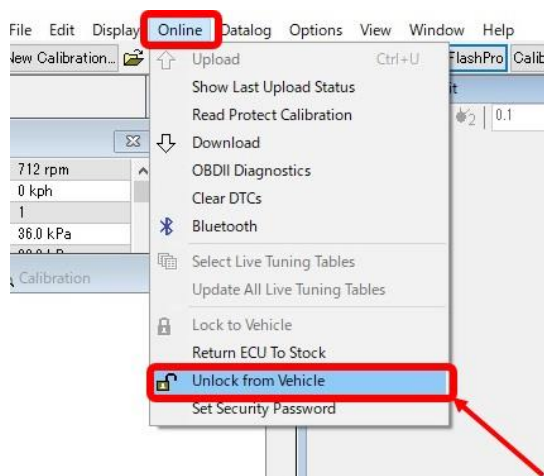 File Edit Display Online Datalog Options View Window Help
New Calibration... FlashPro Calib
Upload Ctrl+U
Show Last Upload Status
Read Protect Calibration
0.1
Download
712 rpm
OBDII Diagnostics
0 kph
Clear DTCs
1
Bluetooth
36.0 kPa
Select Live Tuning Tables
Calibration
Update All Live Tuning Tables
Lock to Vehicle
Return ECU To Stock
Unlock from Vehicle
Set Security Password